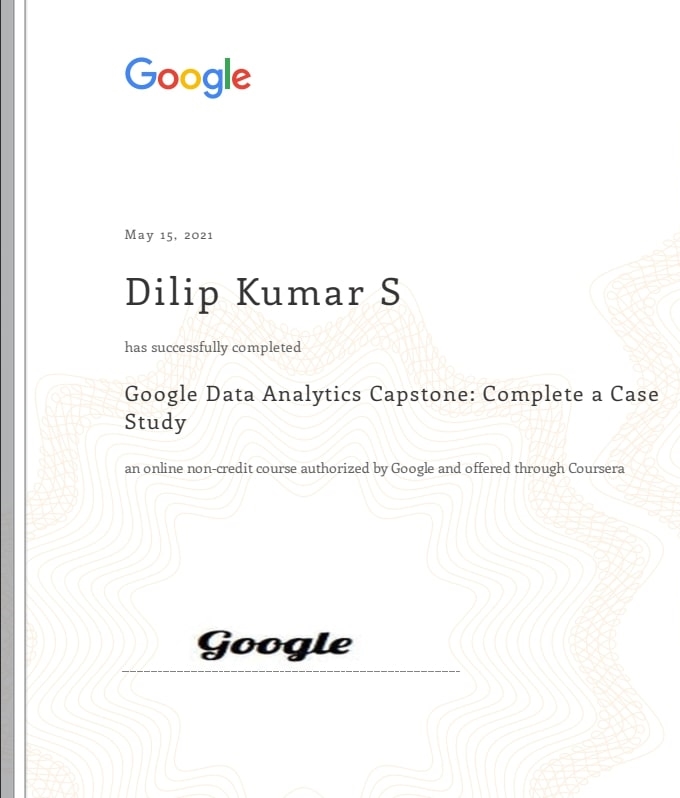 Google
May 15, 2021
Dilip Kumar S
has successfully completed
Google Data Analytics Capstone: Complete a Case
Study
an online non-credit course authorized by Google and offered through Coursera
Google